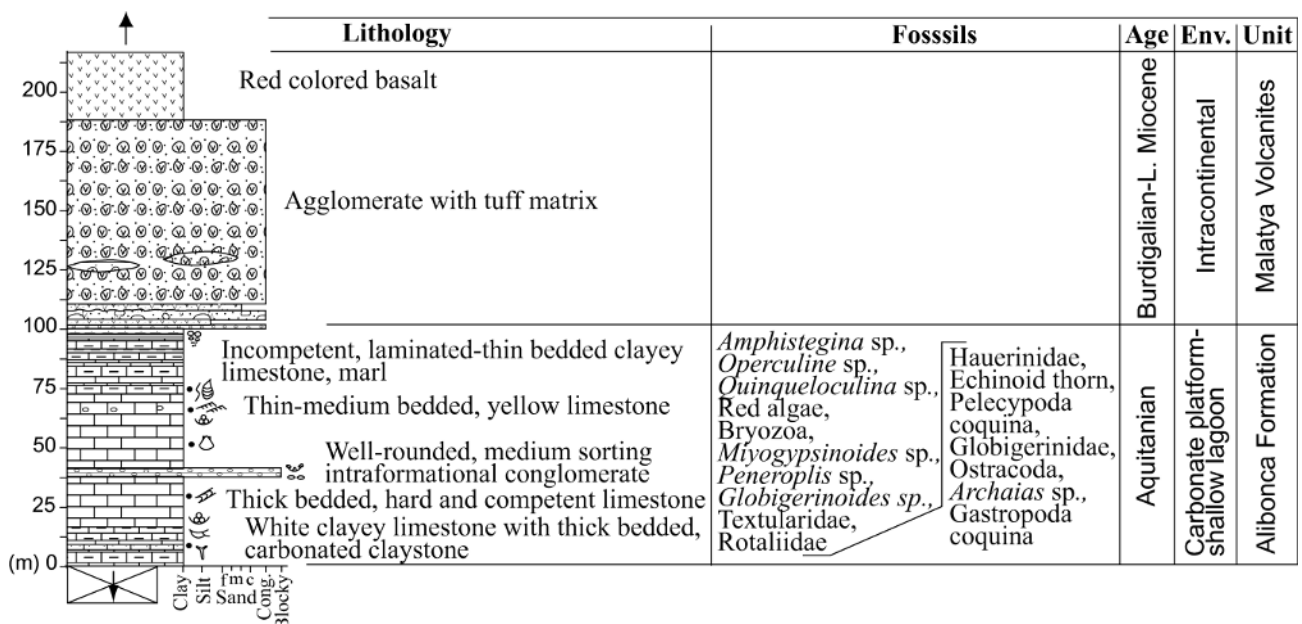 Lithology
Fosssils
Age
Env.
Unit
200
175
150
125
100
75
50
25
(m) 0
Red colored basalt
Agglomerate with tuff matrix
Incompetent, laminated-thin bedded clayey
limestone, marl
Thin-medium bedded, yellow limestone
Well-rounded, medium sorting
intraformational conglomerate
Thick bedded, hard and competent limestone
White clayey limestone with thick bedded,
carbonated claystone
Amphistegina sp.,
Operculine sp.,
Quinqueloculina sp.,
Red algae,
Bryozoa,
Miyogypsinoides sp.,
Peneroplis sp.,
Globigerinoides sp.,
Textularidae,
Rotaliidae
Hauerinidae,
Echinoid thorn,
Pelecypoda
coquina,
Globigerinidae,
Ostracoda,
Archaias sp.,
Gastropoda
coquina
Burdigalian-L. Miocene
Intracontinental
Malatya Volcanites
Aquitanian
Carbonate platform-
shallow lagoon
Alibonca Formation
Clay
Silt
f m c
Sand
Cong.
Blocky